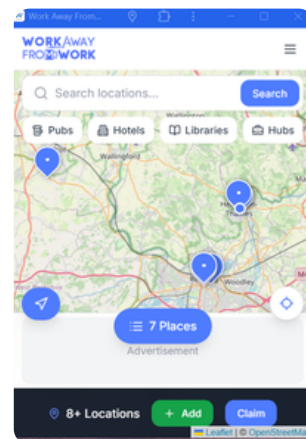 Work Away From...
WORK/AWAY
FROM WORK
Search locations...
Search
Pubs
Hotels
Libraries
Hubs
Wallingford
Woodley
7 Places
Advertisement
8+ Locations
+ Add
Claim
Leaflet | © OpenStreetMa